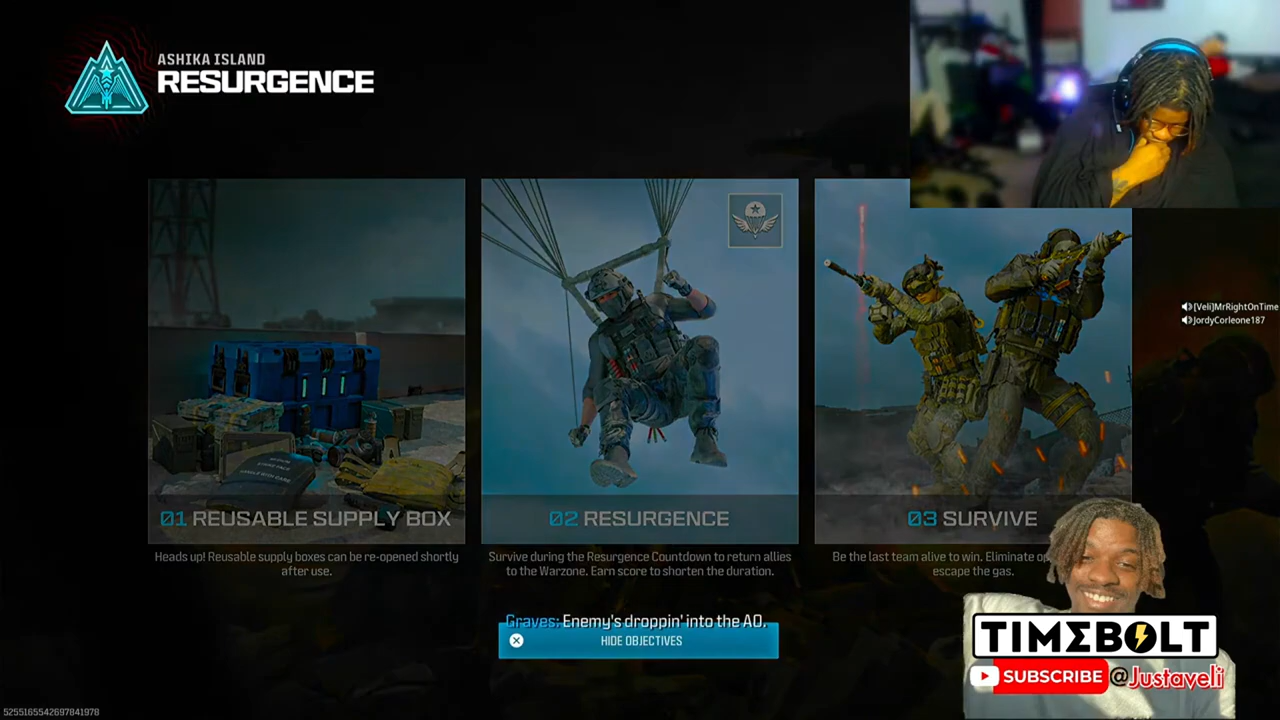 ASHIKA ISLAND
RESURGENCE
[Veli]MrRightOnTime
JordyCorleone187
01 REUSABLE SUPPLY BOX
Heads up! Reusable supply boxes can be re-opened shortly
after use.
02 RESURGENCE
Survive during the Resurgence Countdown to return allies
to the Warzone. Earn score to shorten the duration.
03 SURVIVE
Be the last team alive to win. Eliminate
escape the gas.
Graves: Enemy's droppin' into the AO.
HIDE OBJECTIVES
TIMEBOLT
SUBSCRIBE @Justaveli
5255165542697841978